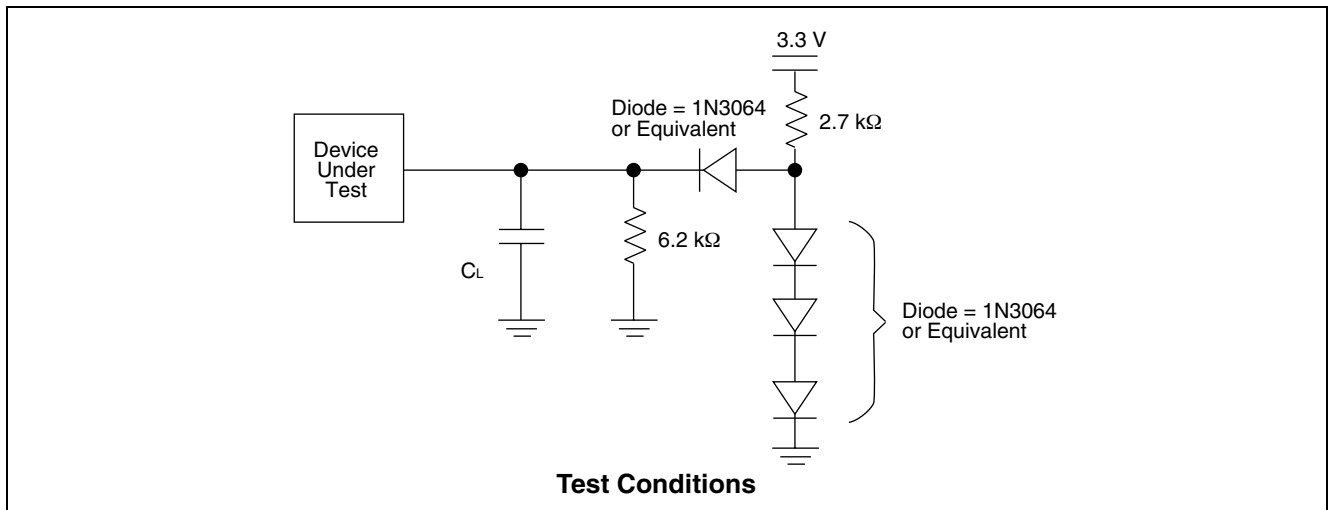 3.3 V
Diode = 1N3064
or Equivalent
2.7 kΩ
Device
Under
Test
6.2 kΩ
CL
Diode = 1N3064
or Equivalent
Test Conditions